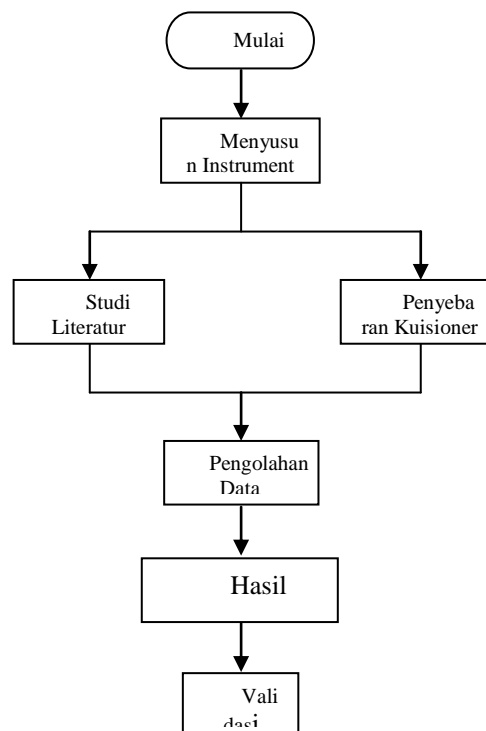 Mulai
Menyusu
n Instrument
Studi
Literatur
Penyeba
ran Kuisioner
Pengolahan
Data
Hasil
Vali
dasi